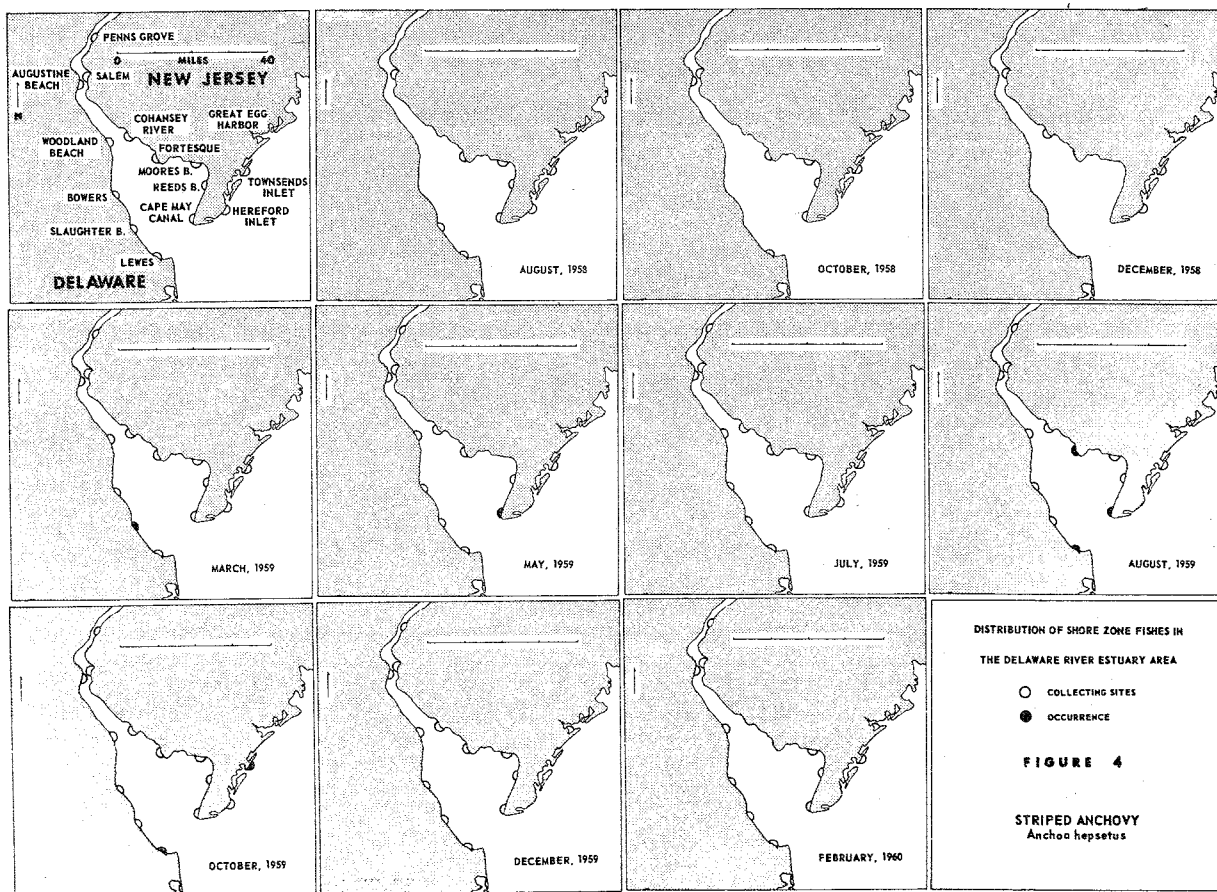 PENNS GROVE
0 MILES 40
AUGUSTINE
BEACH
SALEM
NEW JERSEY
N
COHANSEY
RIVER
GREAT EGG
HARBOR
WOODLAND
BEACH
FORTESQUE
MOORES B.
REEDS B.
TOWNSENDS
INLET
BOWERS
CAPE MAY
CANAL
HEREFORD
INLET
SLAUGHTER B.
LEWES
DELAWARE
AUGUST, 1958
OCTOBER, 1958
DECEMBER, 1958
MARCH, 1959
MAY, 1959
JULY, 1959
AUGUST, 1959
OCTOBER, 1959
DECEMBER, 1959
FEBRUARY, 1960
DISTRIBUTION OF SHORE ZONE FISHES IN
THE DELAWARE RIVER ESTUARY AREA
COLLECTING SITES
OCCURRENCE
FIGURE 4
STRIPED ANCHOVY
Anchoa hepsetus